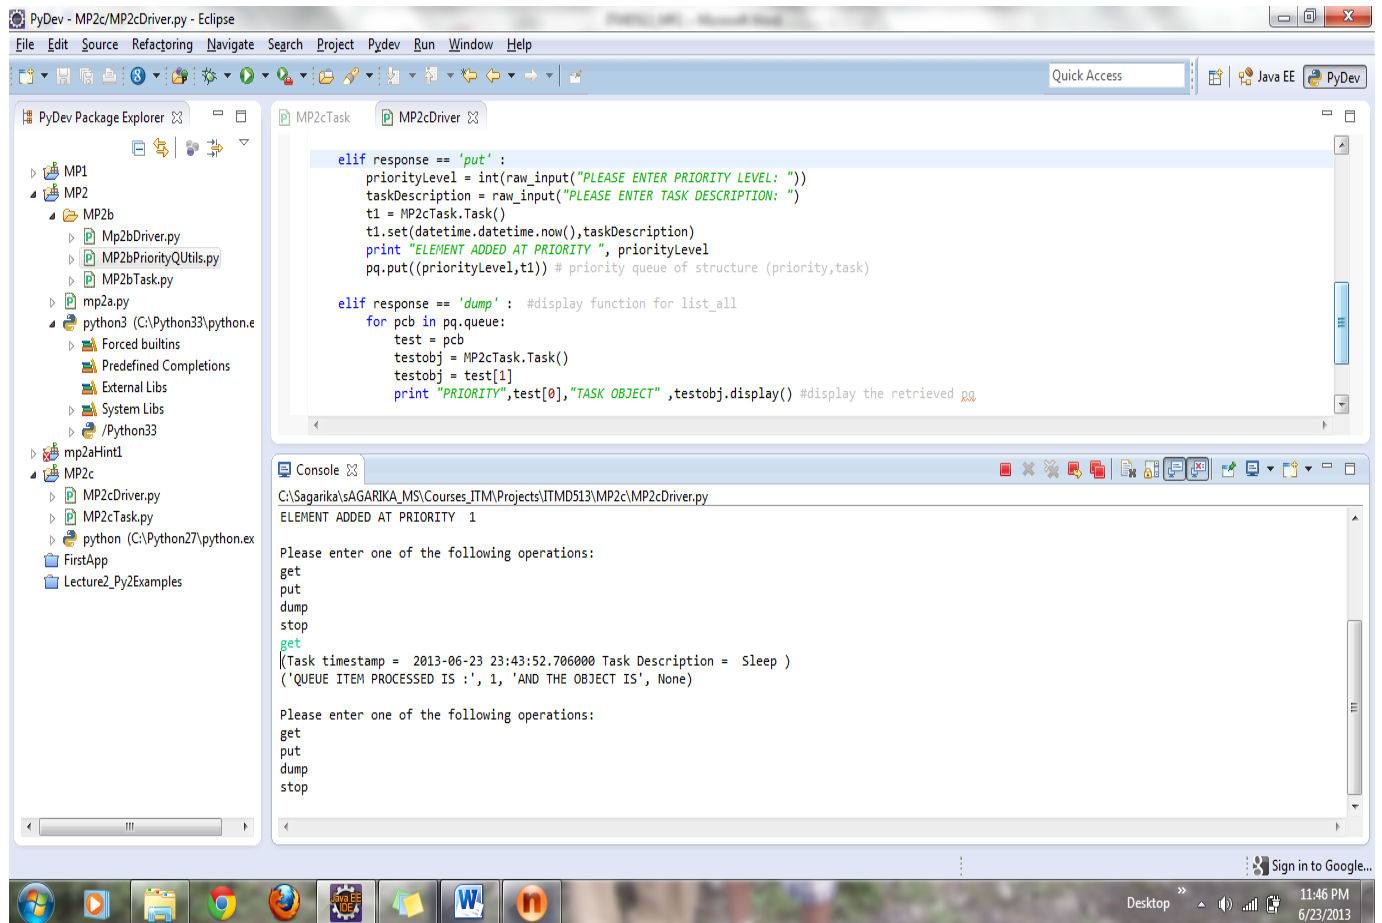 PyDev - MP2c/MP2cDriver.py - Eclipse
File Edit Source Refactoring Navigate Search Project Pydev Run Window Help
Quick Access
Java EE
PyDev
PyDev Package Explorer
MP1
MP2
MP2b
Mp2bDriver.py
MP2bPriorityQUtils.py
MP2bTask.py
mp2a.py
python3 (C:\Python33\python.e
Forced builtins
Predefined Completions
External Libs
System Libs
/Python33
mp2aHint1
MP2c
MP2cDriver.py
MP2cTask.py
python (C:\Python27\python.ex
FirstApp
Lecture2_Py2Examples
MP2cTask
MP2cDriver
elif response == 'put' :
priorityLevel = int(raw_input("PLEASE ENTER PRIORITY LEVEL: "))
taskDescription = raw_input("PLEASE ENTER TASK DESCRIPTION: ")
t1 = MP2cTask.Task()
t1.set(datetime.datetime.now(),taskDescription)
print "ELEMENT ADDED AT PRIORITY ", priorityLevel
pq.put((priorityLevel,t1)) # priority queue of structure (priority,task)
elif response == 'dump' : #display function for list_all
for pcb in pq.queue:
test = pcb
testobj = MP2cTask.Task()
testobj = test[1]
print "PRIORITY",test[0],"TASK OBJECT" ,testobj.display() #display the retrieved pq
Console
C:\Sagarika\sAGARIKA_MS\Courses_ITM\Projects\ITMD513\MP2c\MP2cDriver.py
ELEMENT ADDED AT PRIORITY  1
Please enter one of the following operations:
get
put
dump
stop
get
(Task timestamp =  2013-06-23 23:43:52.706000 Task Description =  Sleep )
('QUEUE ITEM PROCESSED IS :', 1, 'AND THE OBJECT IS', None)
Please enter one of the following operations:
get
put
dump
stop
Sign in to Google...
Java EE
IDE
W
n
Desktop
11:46 PM
6/23/2013